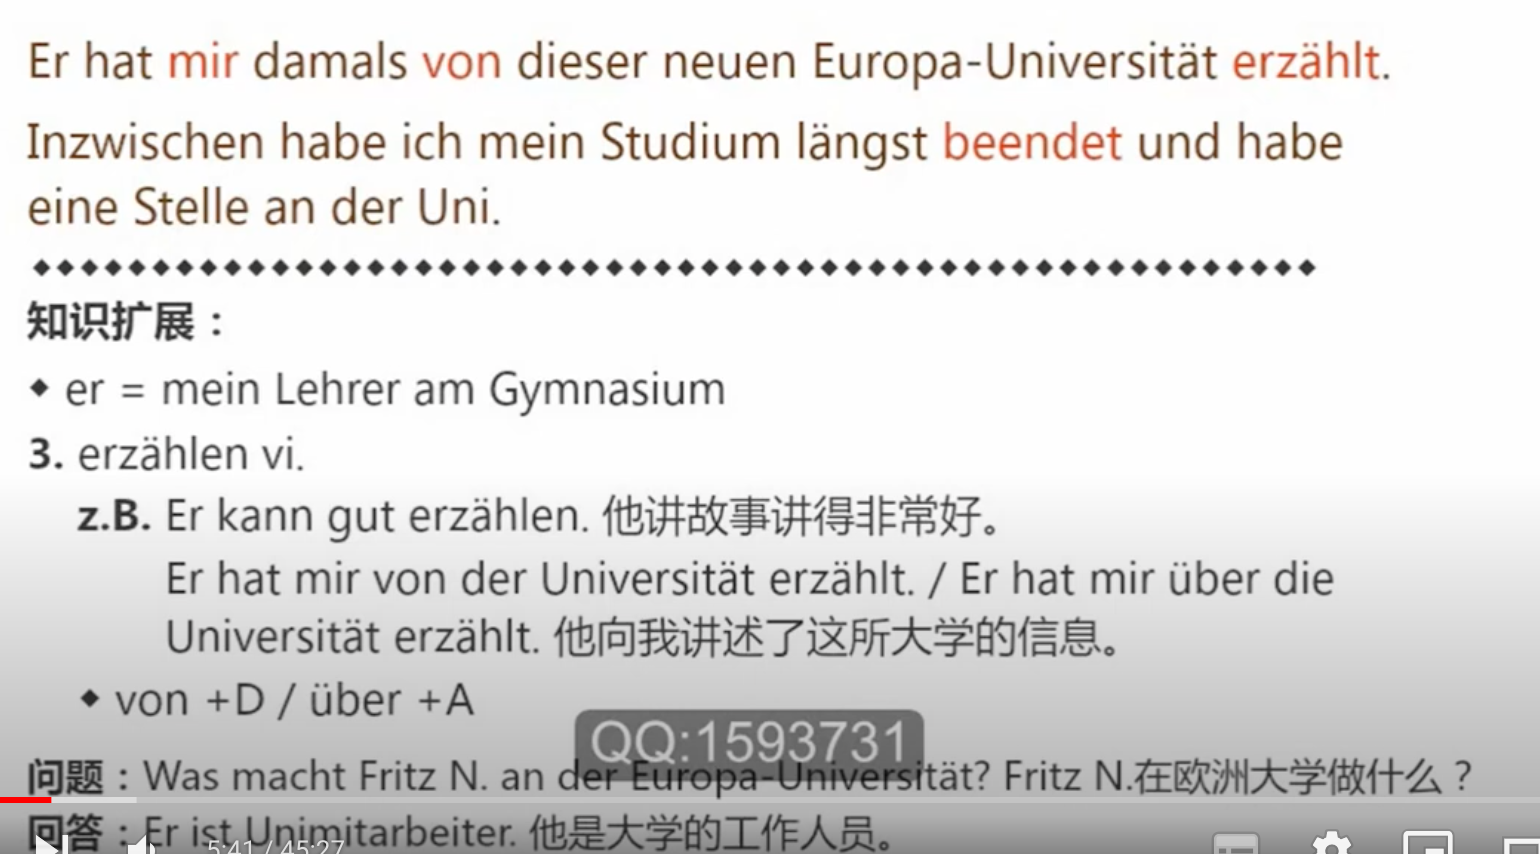 Er hat mir damals von dieser neuen Europa-Universität erzählt.
Inzwischen habe ich mein Studium längst beendet und habe
eine Stelle an der Uni.
知识扩展：
◆ er = mein Lehrer am Gymnasium
3. erzählen vi.
z.B. Er kann gut erzählen. 他讲故事讲得非常好。
Er hat mir von der Universität erzählt. / Er hat mir über die
Universität erzählt. 他向我讲述了这所大学的信息。
◆ von +D / über +A
QQ:1593731
问题：Was macht Fritz N. an der Europa-Universität? Fritz N.在欧洲大学做什么？
回答：Er ist Unimitarbeiter. 他是大学的工作人员。
5:41 / 45:27